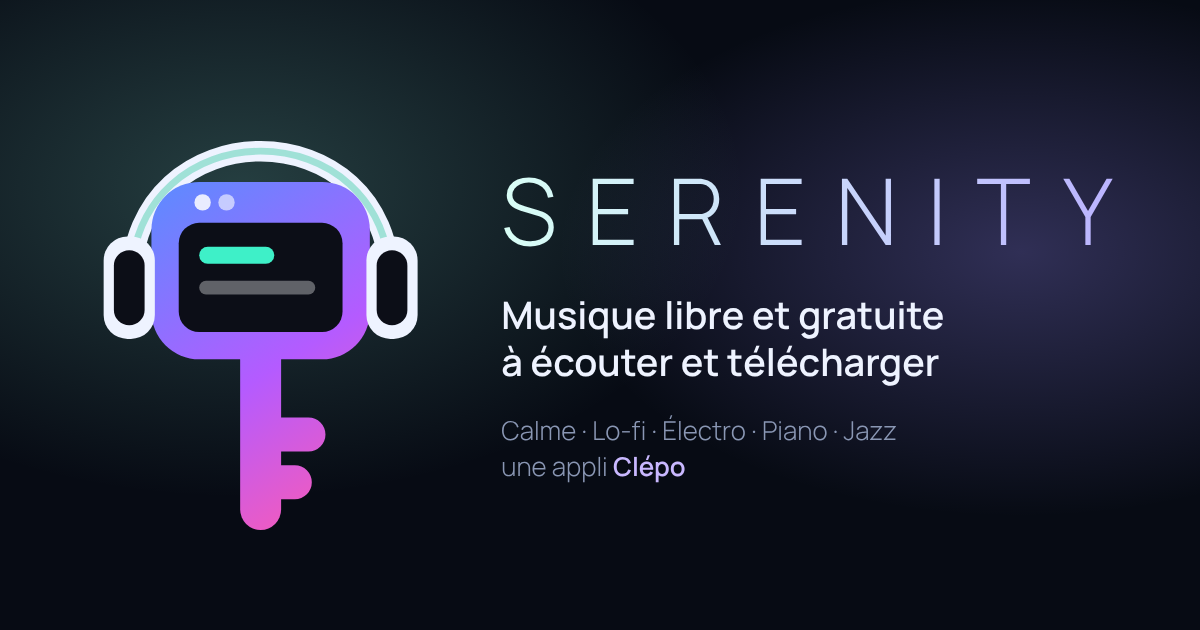 SERENITY
Musique libre et gratuite
à écouter et télécharger
Calme · Lo-fi · Électro · Piano · Jazz
une appli Clépo